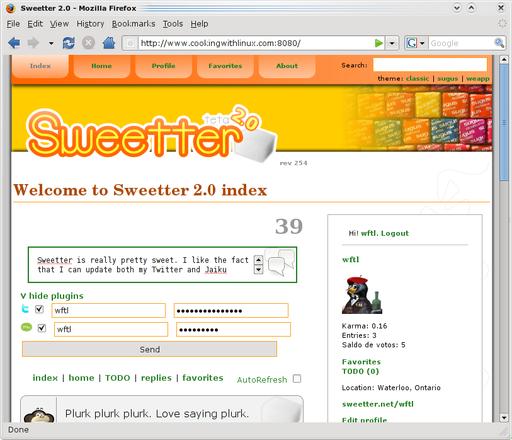 Sweetter 2.0 - Mozilla Firefox
File Edit View History Bookmarks Tools Help
http://www.cookingwithlinux.com:8080/
Google
Index Home Profile Favorites About
Search:
theme: classic | sugus | weapp
Sweetter 2.0
rev 254
Welcome to Sweetter 2.0 index
39
Sweetter is really pretty sweet. I like the fact
that I can update both my Twitter and Jaiku
V hide plugins
wftl
wftl
Send
index | home | TODO | replies | favorites
AutoRefresh
Plurk plurk plurk. Love saying plurk.
Hi! wftl. Logout
wftl
Karma: 0.16
Entries: 3
Saldo de votos: 5
Favorites
TODO (0)
Location: Waterloo, Ontario
sweetter.net/wftl
Edit profile
Done